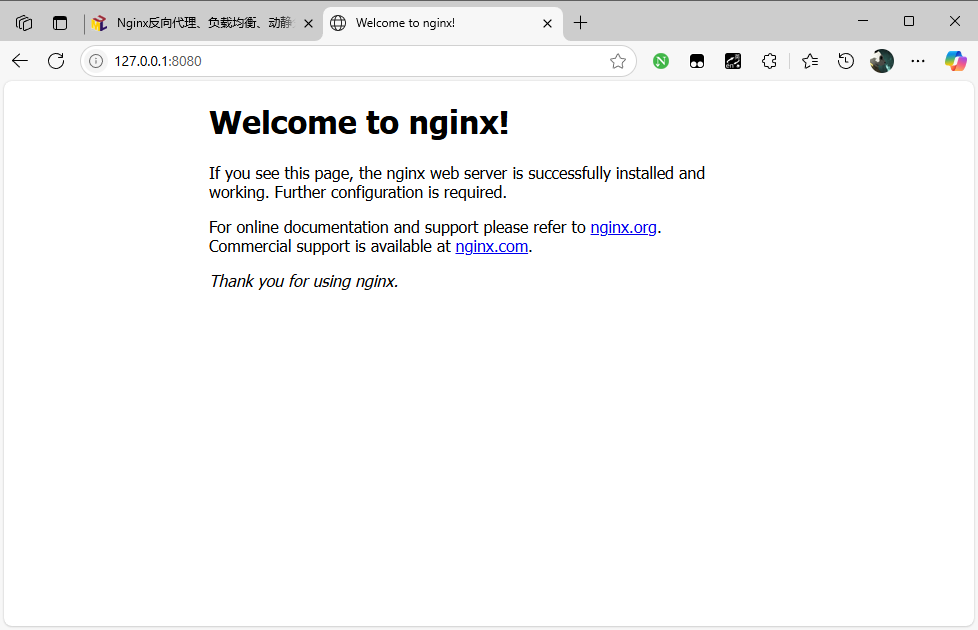 Nginx反向代理、负载均衡、动静
Welcome to nginx!
127.0.0.1:8080
N
Welcome to nginx!
If you see this page, the nginx web server is successfully installed and
working. Further configuration is required.
For online documentation and support please refer to nginx.org.
Commercial support is available at nginx.com.
Thank you for using nginx.